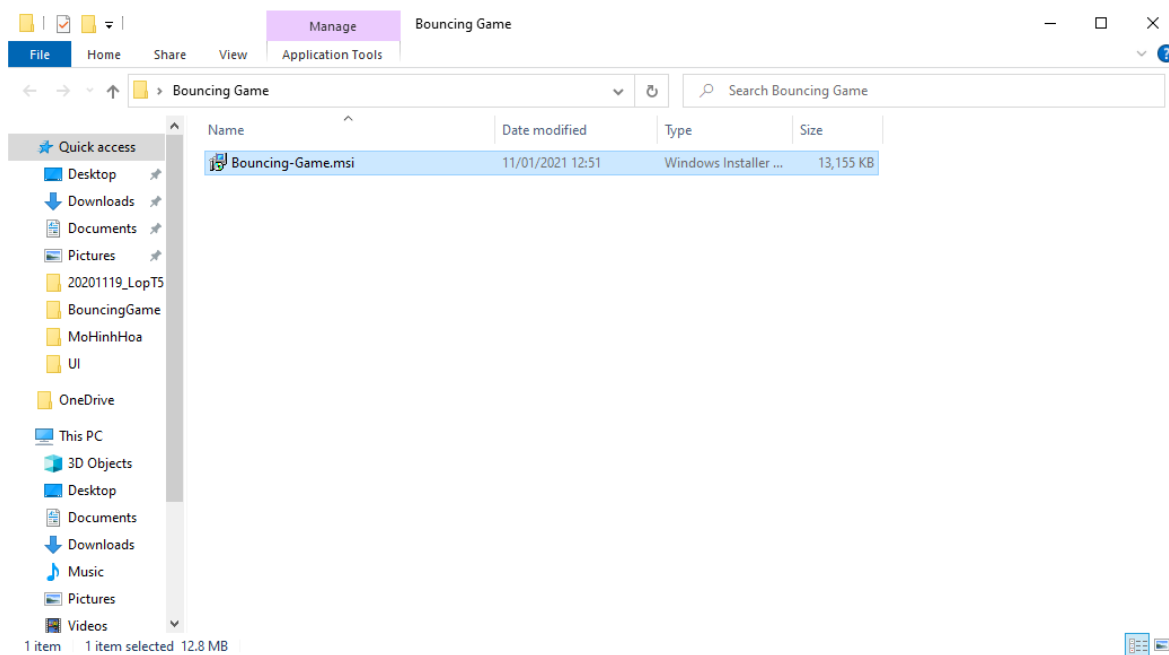 Manage
Bouncing Game
File
Home
Share
View
Application Tools
Bouncing Game
Search Bouncing Game
Name
Date modified
Type
Size
Quick access
Bouncing-Game.msi
11/01/2021 12:51
Windows Installer ...
13,155 KB
Desktop
Downloads
Documents
Pictures
20201119_LopT5
BouncingGame
MoHinhHoa
UI
OneDrive
This PC
3D Objects
Desktop
Documents
Downloads
Music
Pictures
Videos
1 item
1 item selected 12.8 MB